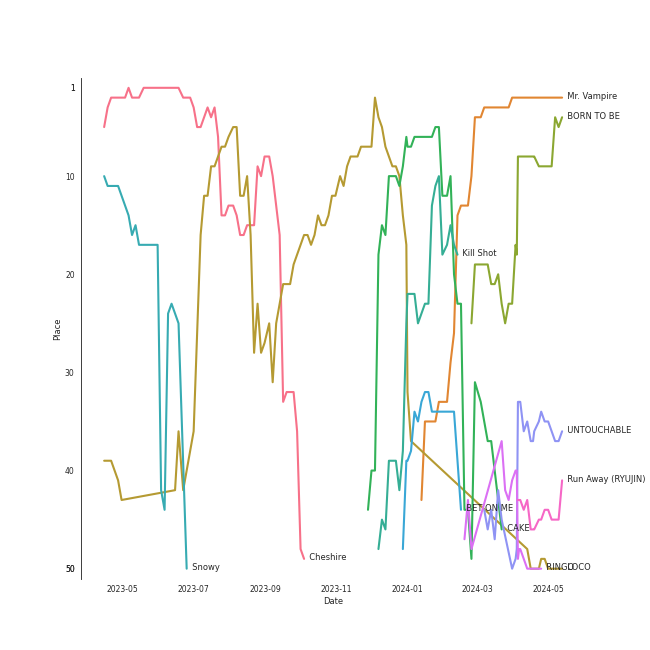 1
Mr. Vampire
BORN TO BE
10
Kill Shot
20
Place
30
UNTOUCHABLE
40
Run Away (RYUJIN)
BET ON ME
CAKE
Cheshire
50
Snowy
RINGO
LOCO
2023-05
2023-07
2023-09
2023-11
2024-01
2024-03
2024-05
Date